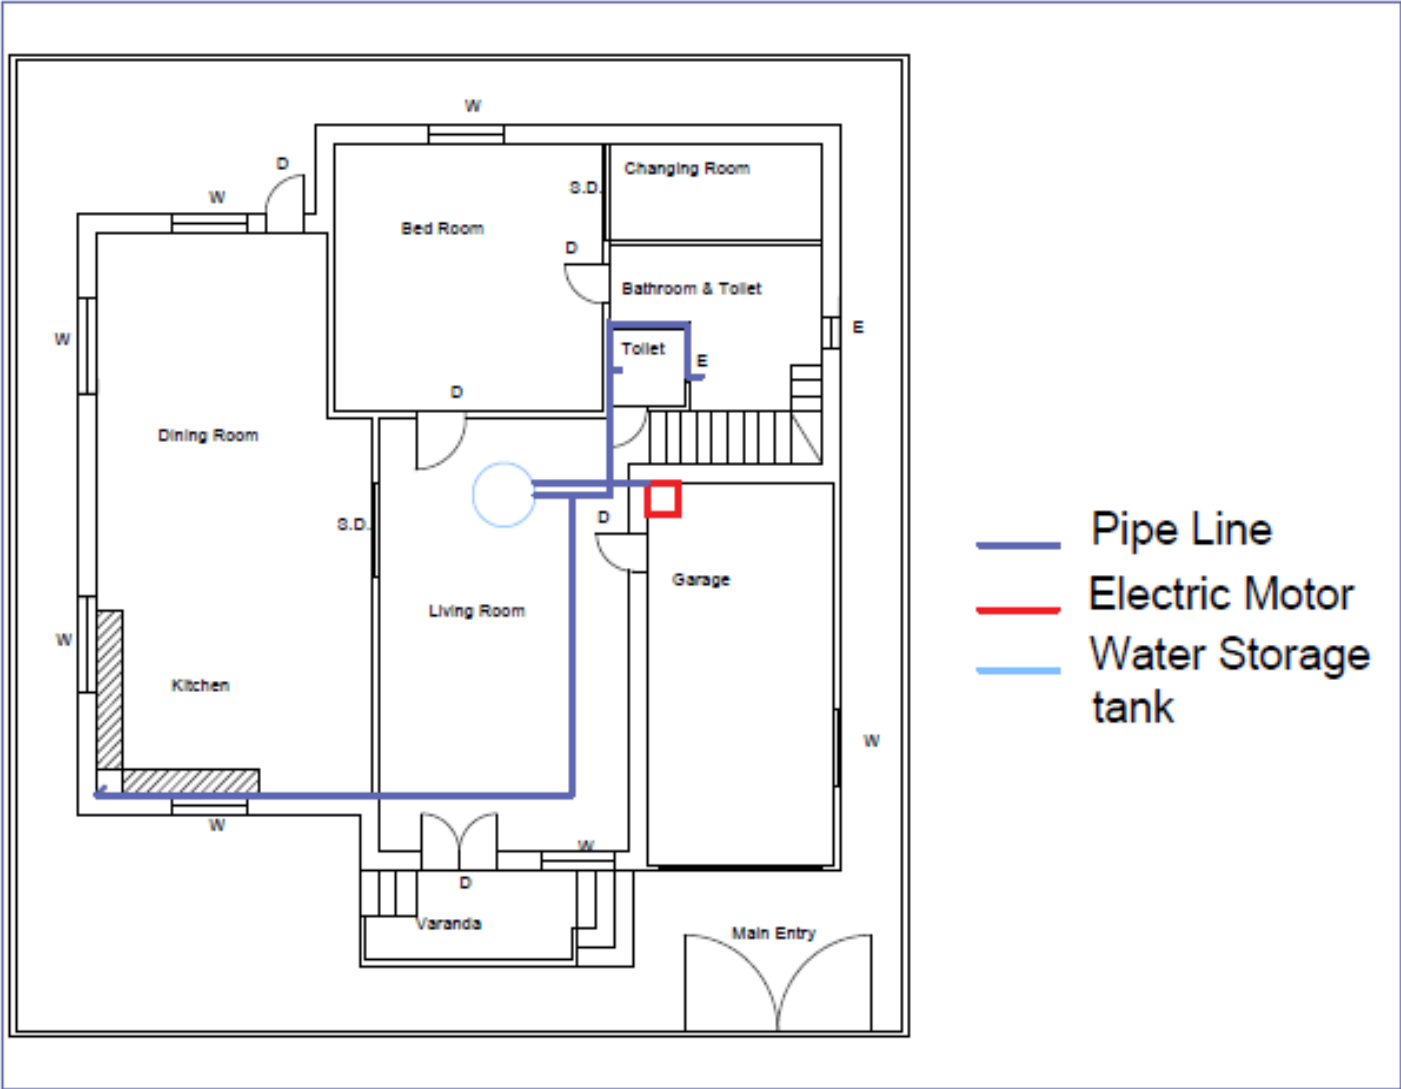 W
D
Changing Room
S.D.
W
Bed Room
D
Bathroom & Toilet
E
W
Toilet
E
D
Dining Room
S.D.
D
Pipe Line
Garage
Electric Motor
Living Room
W
Water Storage
tank
Kitchen
W
W
W
D
Varanda
Main Entry